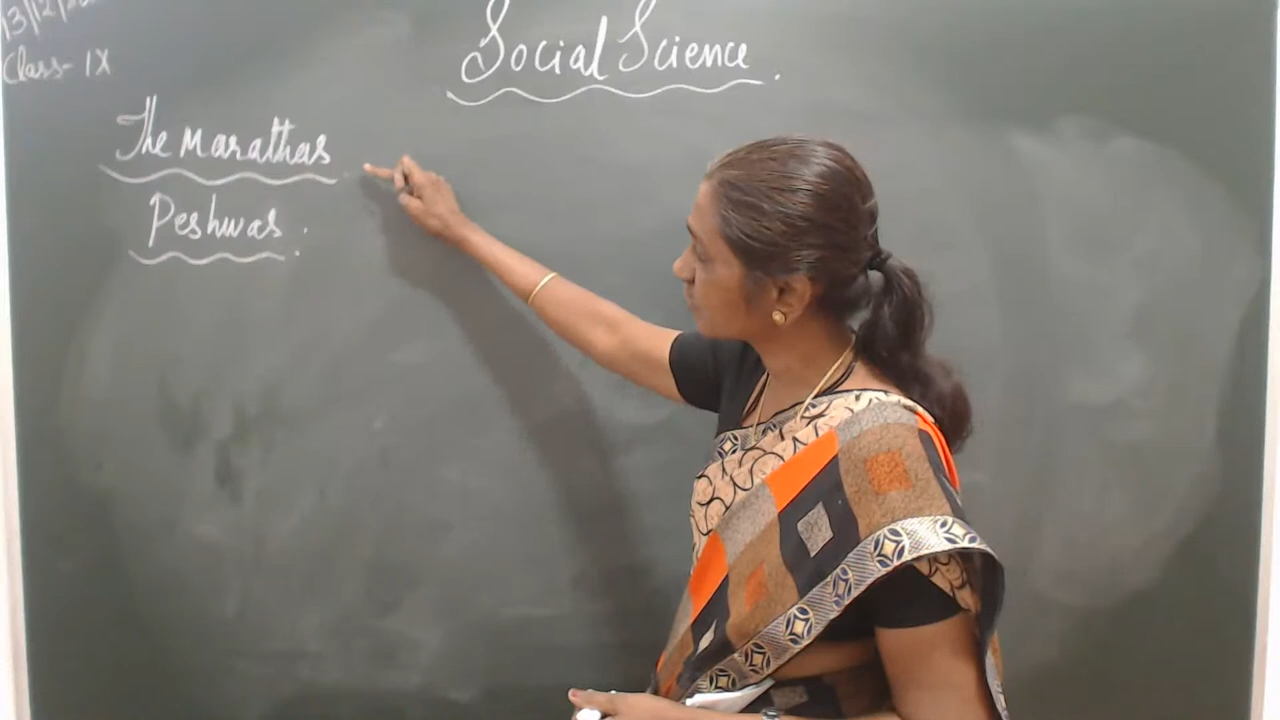 13/12/20
Class- IX
Social Science.
The Marathas
Peshwas.